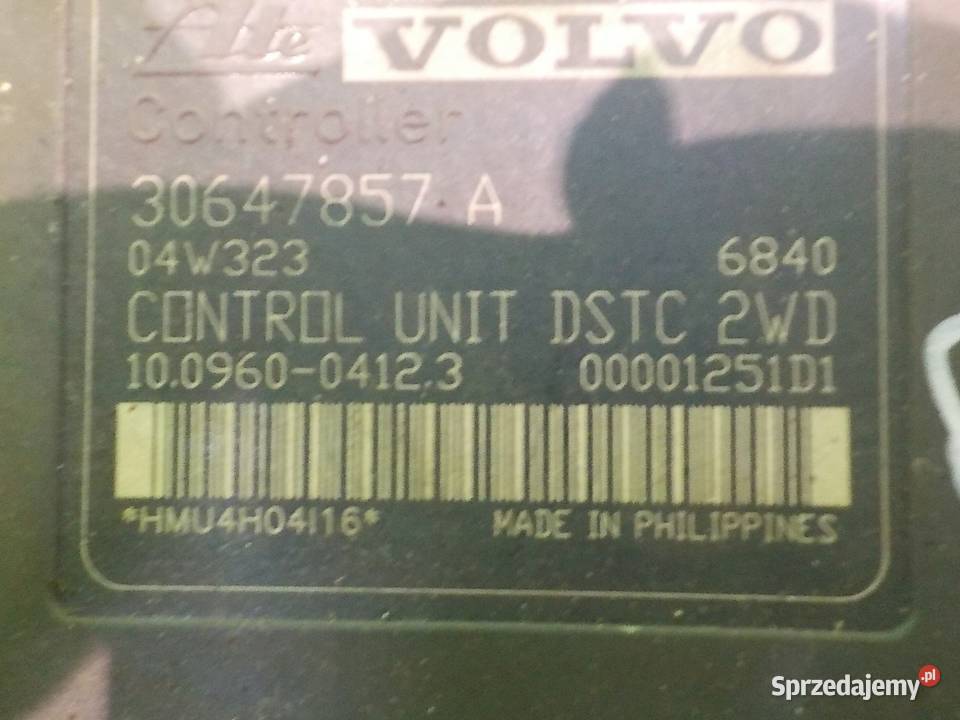 Ate VOLVO
Controller
30647857 A
04W323 6840
CONTROL UNIT DSTC 2WD
10.0960-0412.3 00001251D1
*HMU4H04I16* MADE IN PHILIPPINES
Sprzedajemy.pl